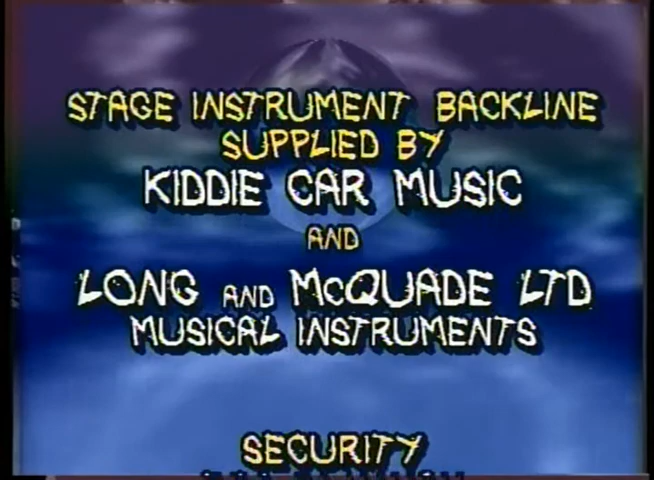 STAGE INSTRUMENT BACKLINE
SUPPLIED BY
KIDDIE CAR MUSIC
AND
LONG AND McQUADE LTD
MUSICAL INSTRUMENTS
SECURITY